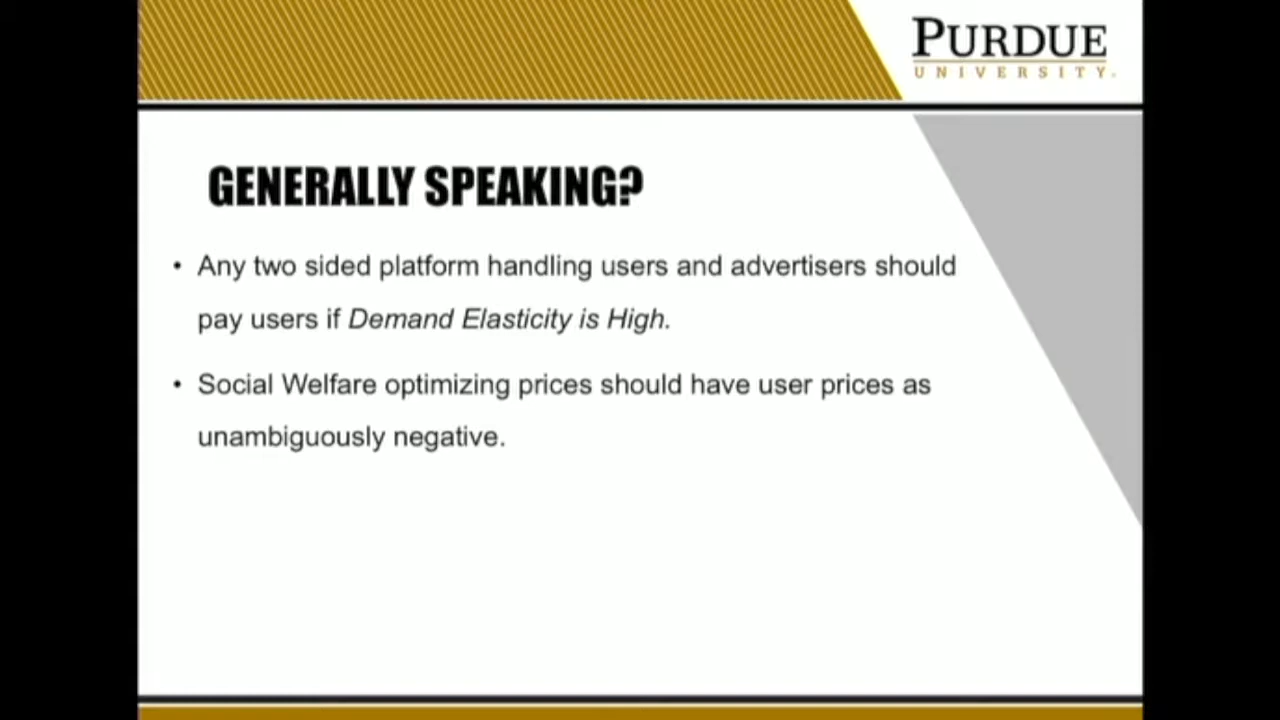 PURDUE
UNIVERSITY.
GENERALLY SPEAKING?
• Any two sided platform handling users and advertisers should
pay users if Demand Elasticity is High.
• Social Welfare optimizing prices should have user prices as
unambiguously negative.